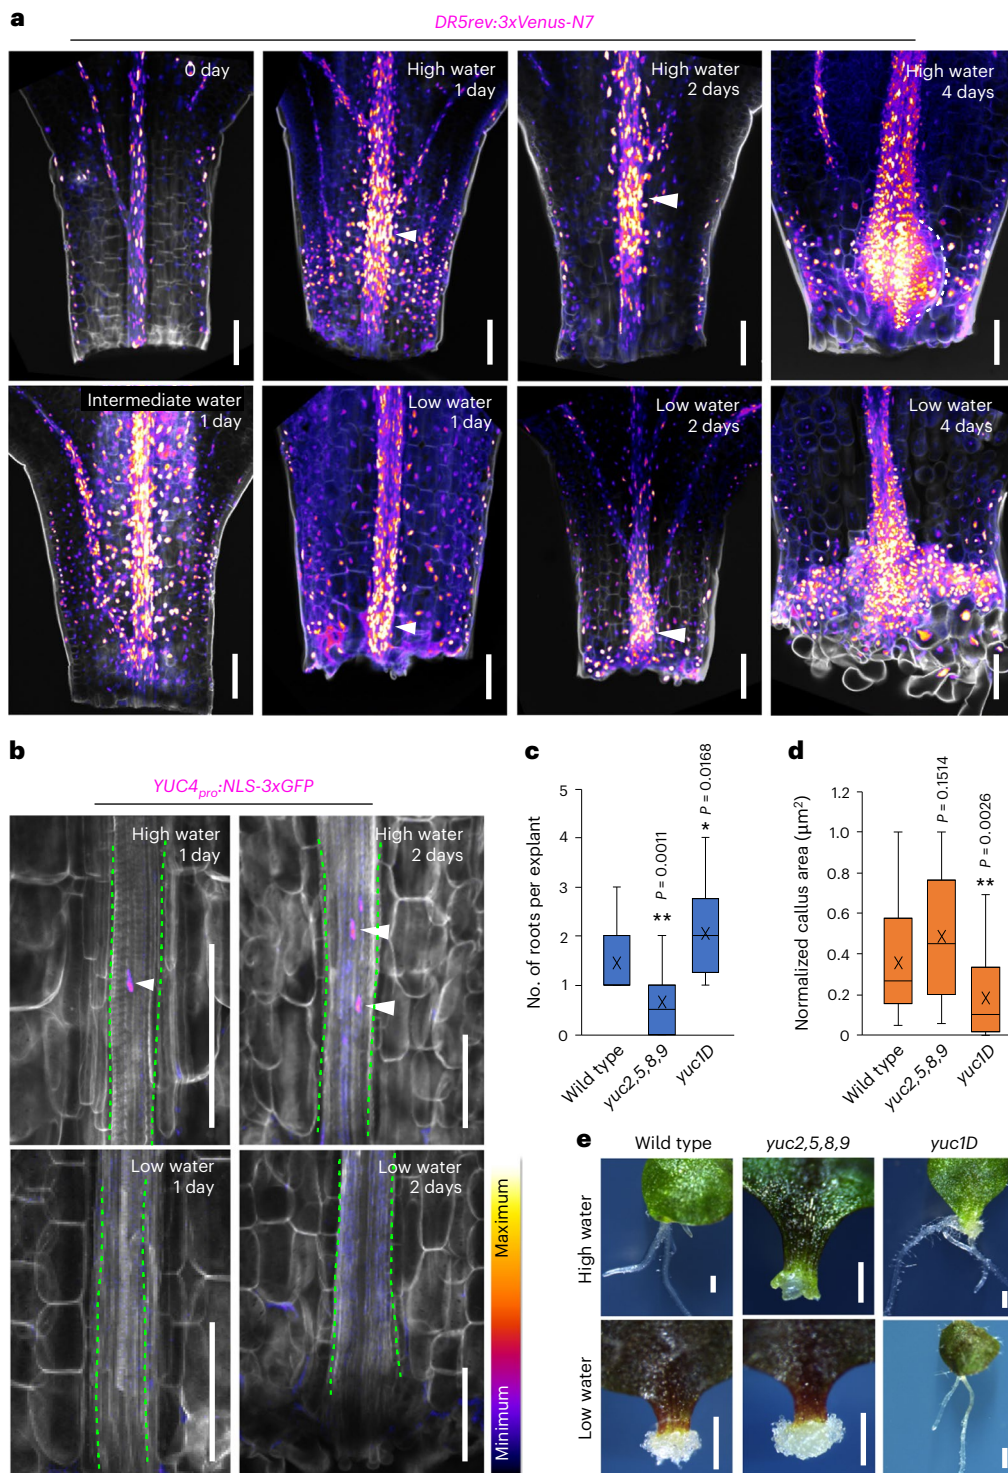 a
DR5rev:3xVenus-N7
0 day
High water
1 day
High water
2 days
High water
4 days
Intermediate water
1 day
Low water
1 day
Low water
2 days
Low water
4 days
b
YUC4pro:NLS-3xGFP
High water
1 day
High water
2 days
Low water
1 day
Low water
2 days
Maximum
Minimum
c
No. of roots per explant
5
4
3
2
1
0
** P = 0.0011
* P = 0.0168
Wild type
yuc2,5,8,9
yuc1D
d
Normalized callus area (µm²)
1.2
1.0
0.8
0.6
0.4
0.2
0
P = 0.1514
** P = 0.0026
Wild type
yuc2,5,8,9
yuc1D
e
Wild type
yuc2,5,8,9
yuc1D
High water
Low water